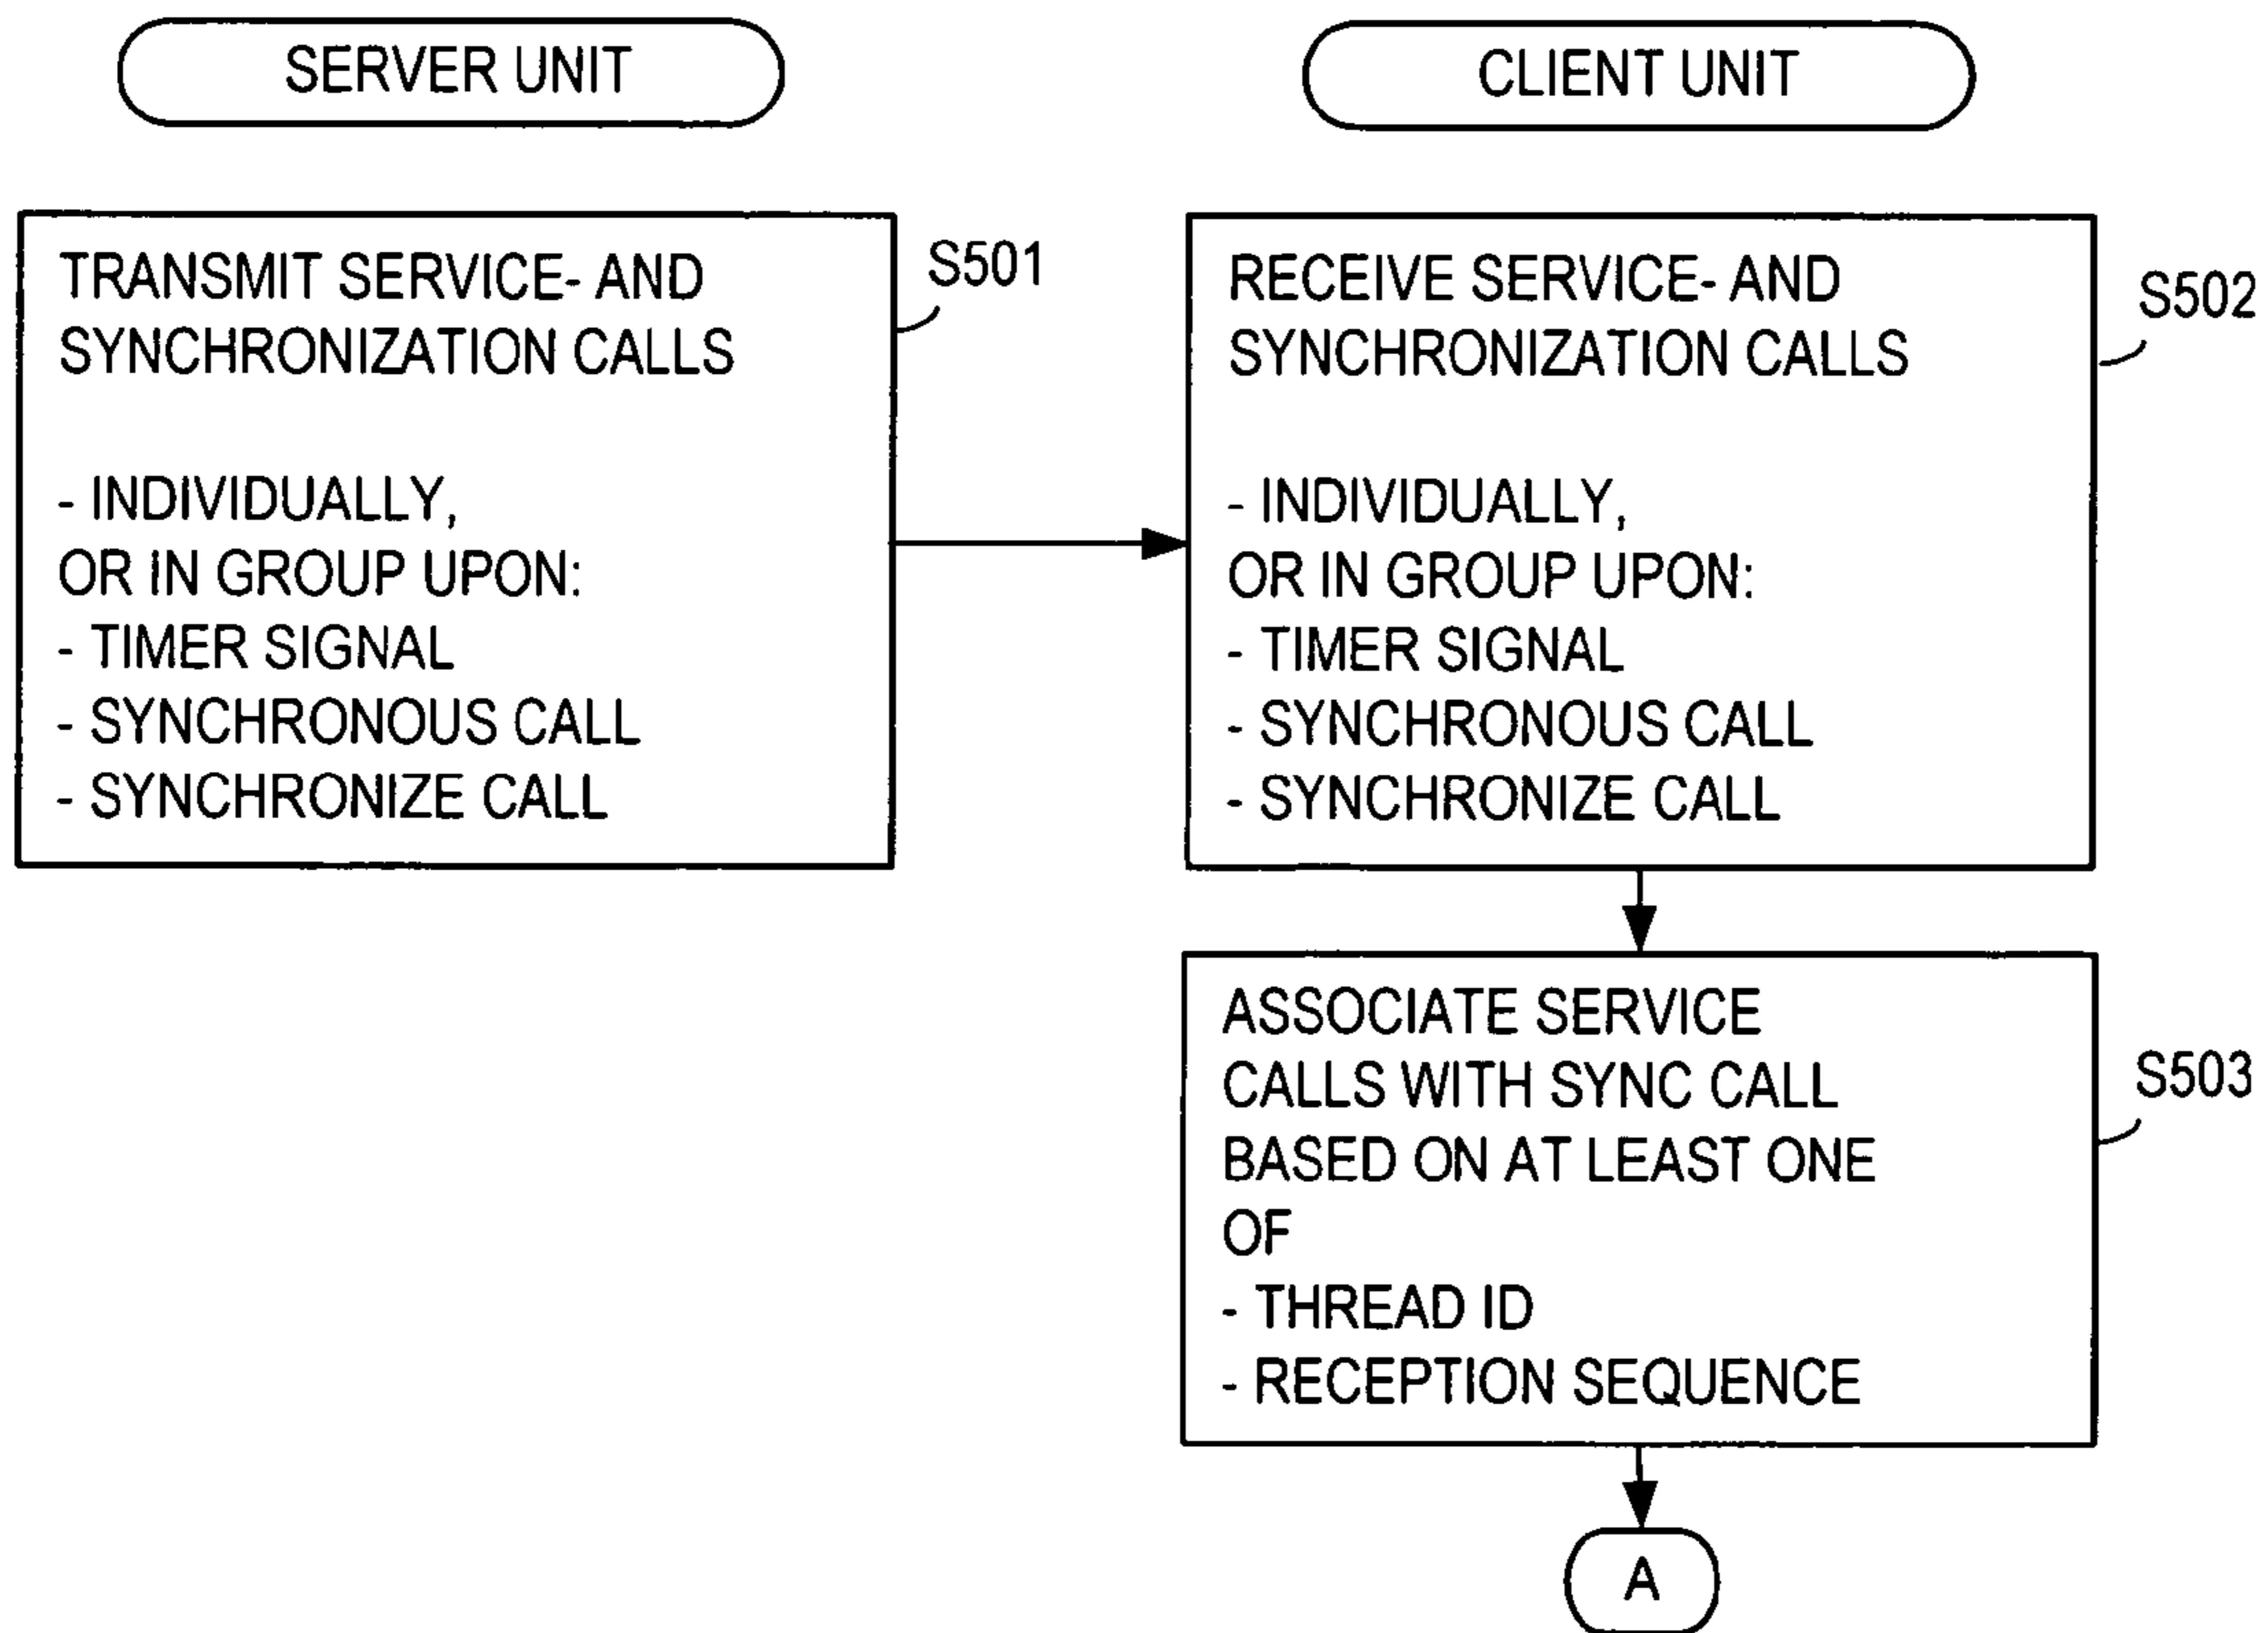 SERVER UNIT
CLIENT UNIT
TRANSMIT SERVICE- AND
SYNCHRONIZATION CALLS
- INDIVIDUALLY,
OR IN GROUP UPON:
- TIMER SIGNAL
- SYNCHRONOUS CALL
- SYNCHRONIZE CALL
S501
RECEIVE SERVICE- AND
SYNCHRONIZATION CALLS
- INDIVIDUALLY,
OR IN GROUP UPON:
- TIMER SIGNAL
- SYNCHRONOUS CALL
- SYNCHRONIZE CALL
S502
ASSOCIATE SERVICE
CALLS WITH SYNC CALL
BASED ON AT LEAST ONE
OF
- THREAD ID
- RECEPTION SEQUENCE
S503
A